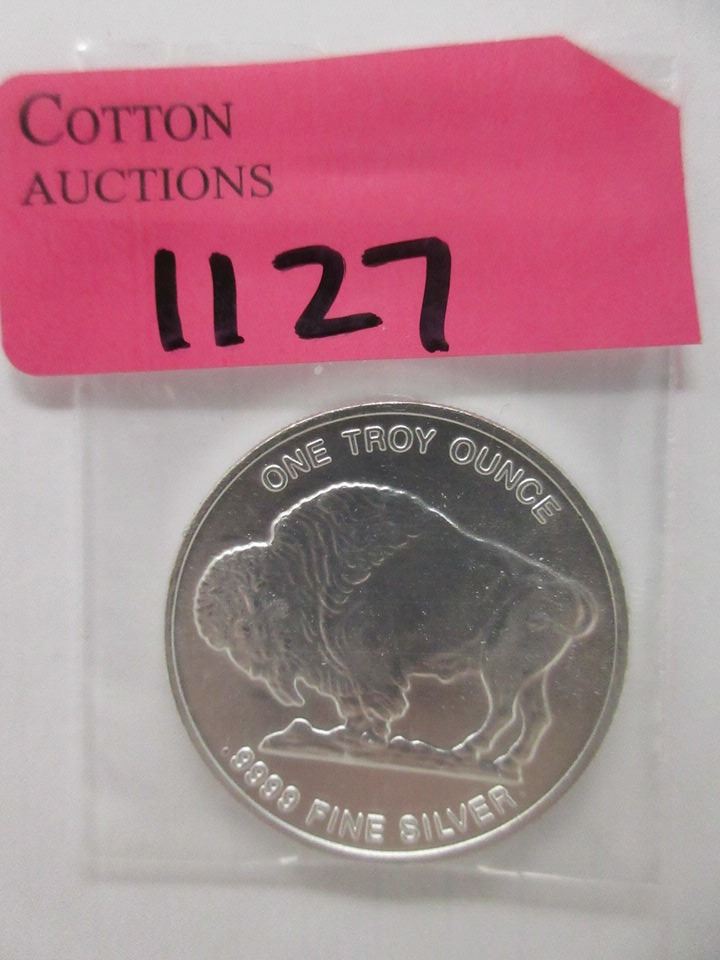 COTTON
AUCTIONS
1127
ONE TROY OUNCE
.9999 FINE SILVER